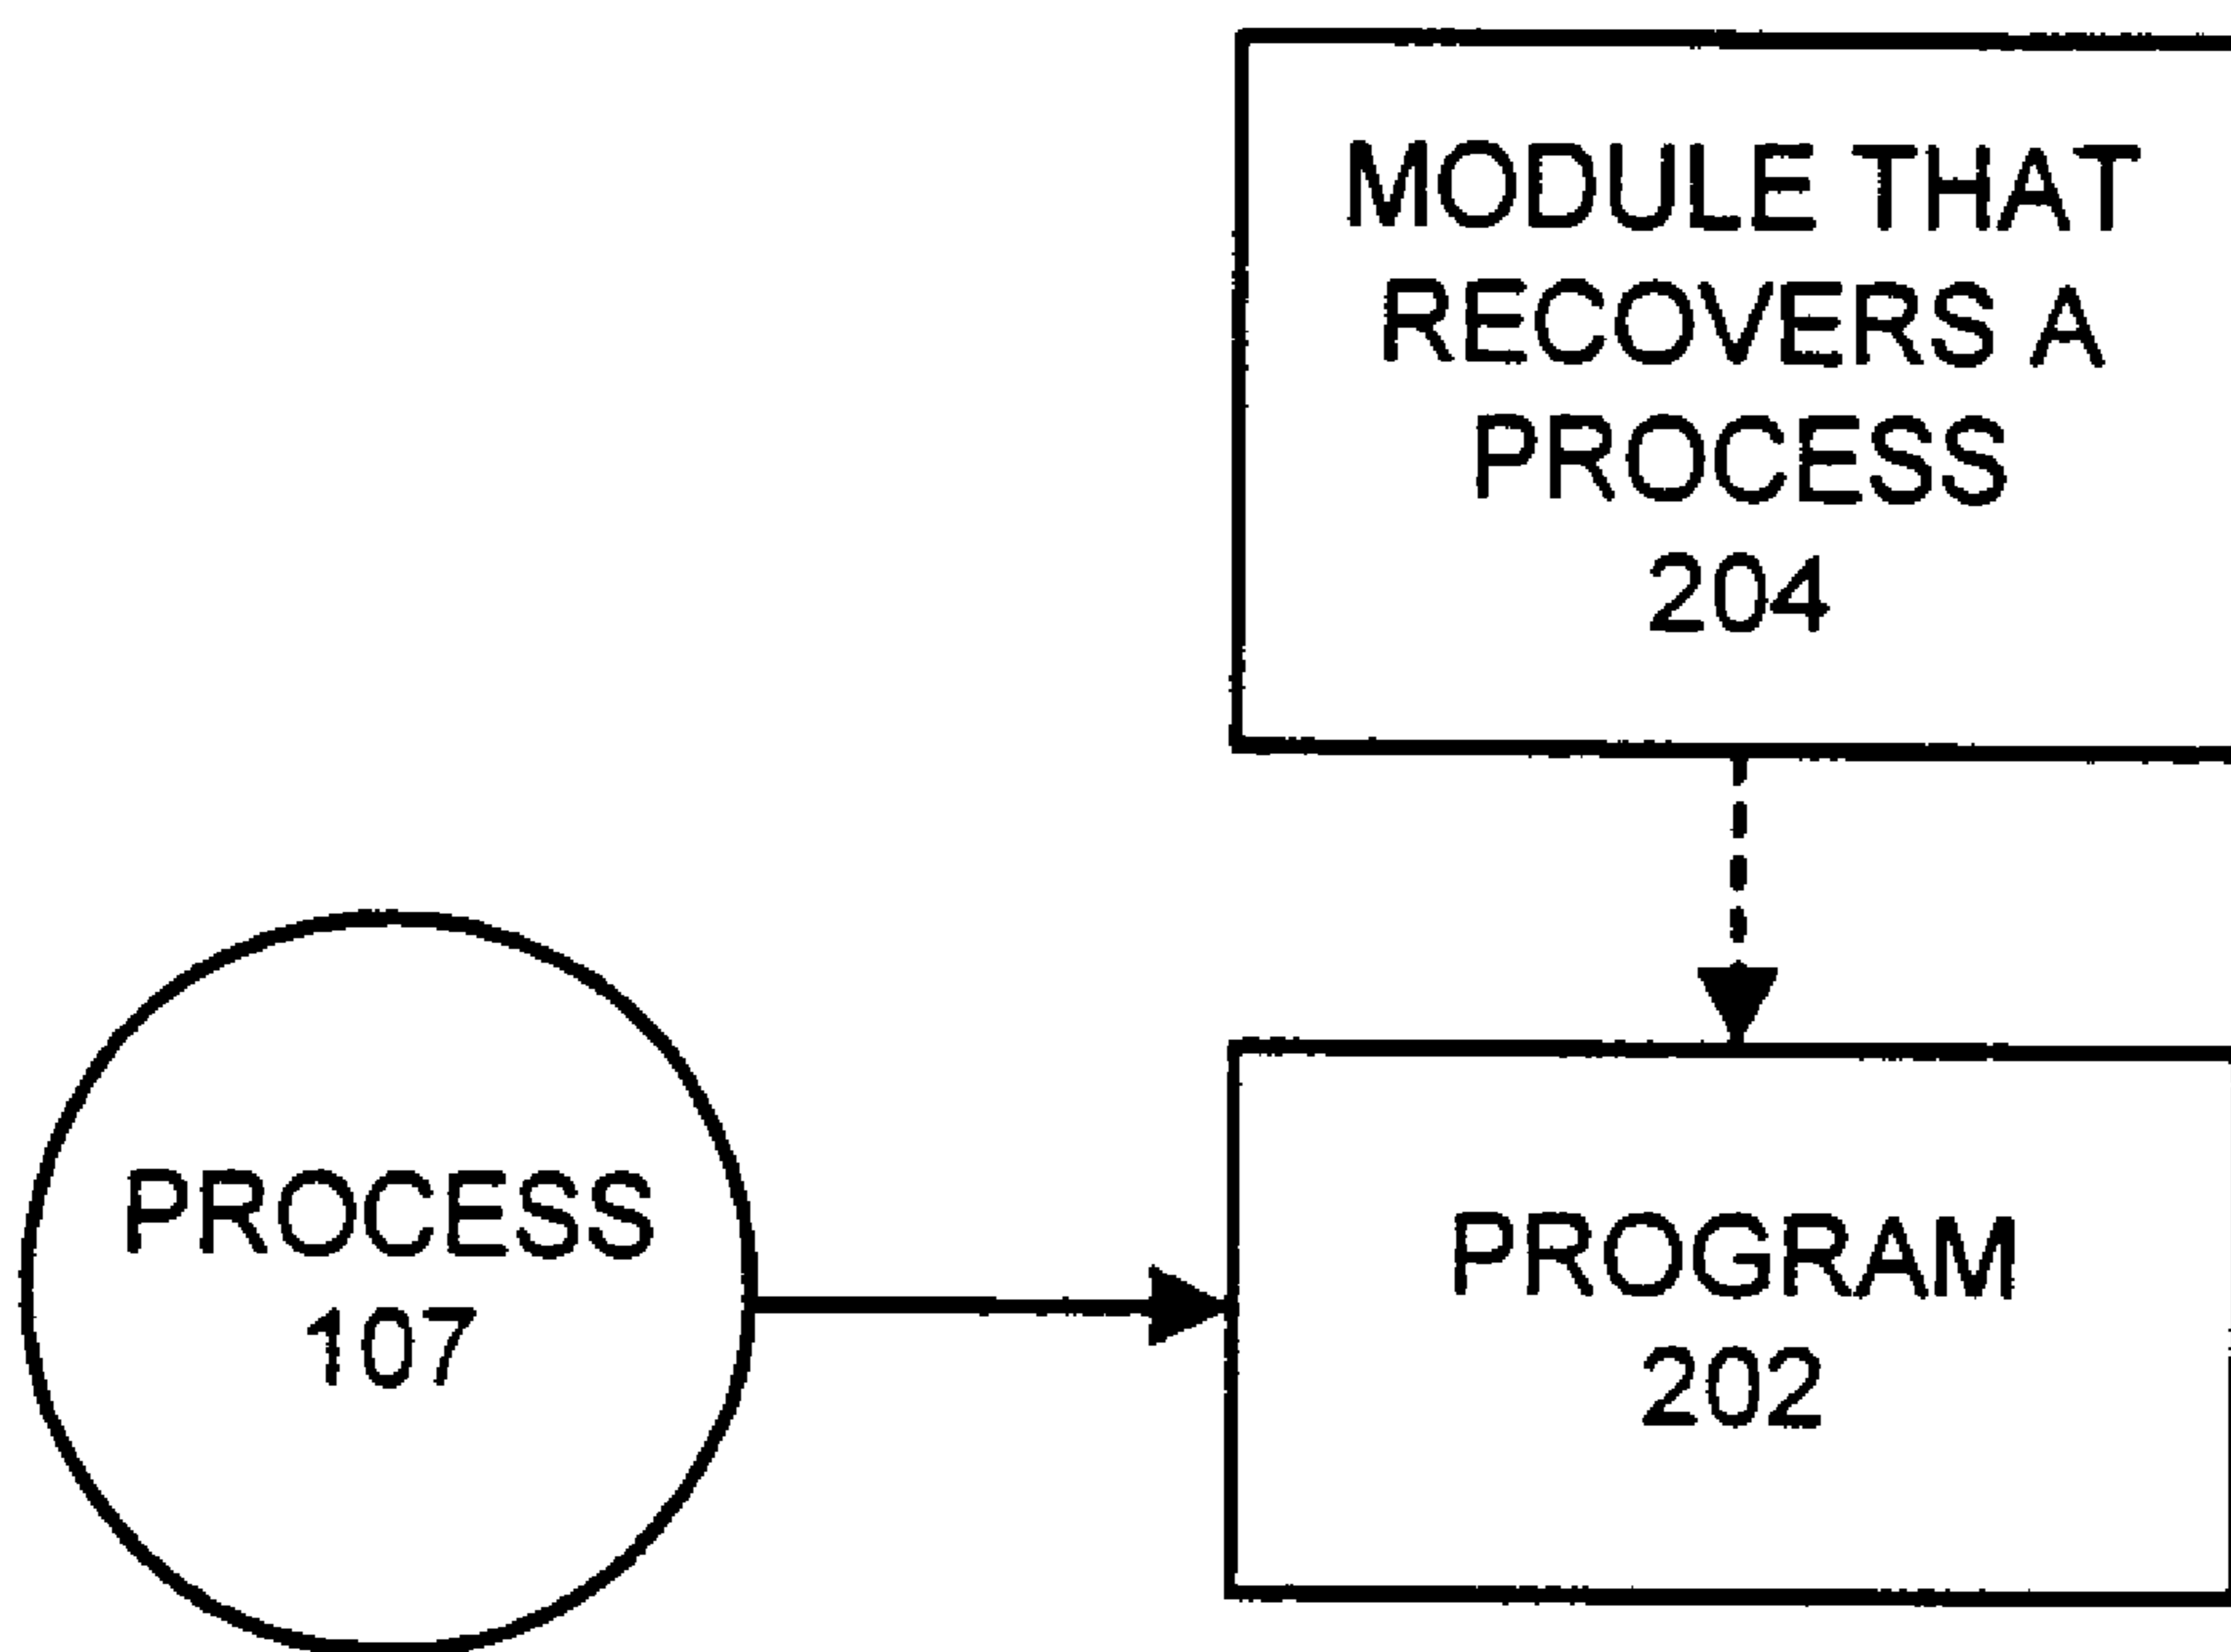 MODULE THAT
RECOVERS A
PROCESS
204
PROCESS
107
PROGRAM
202